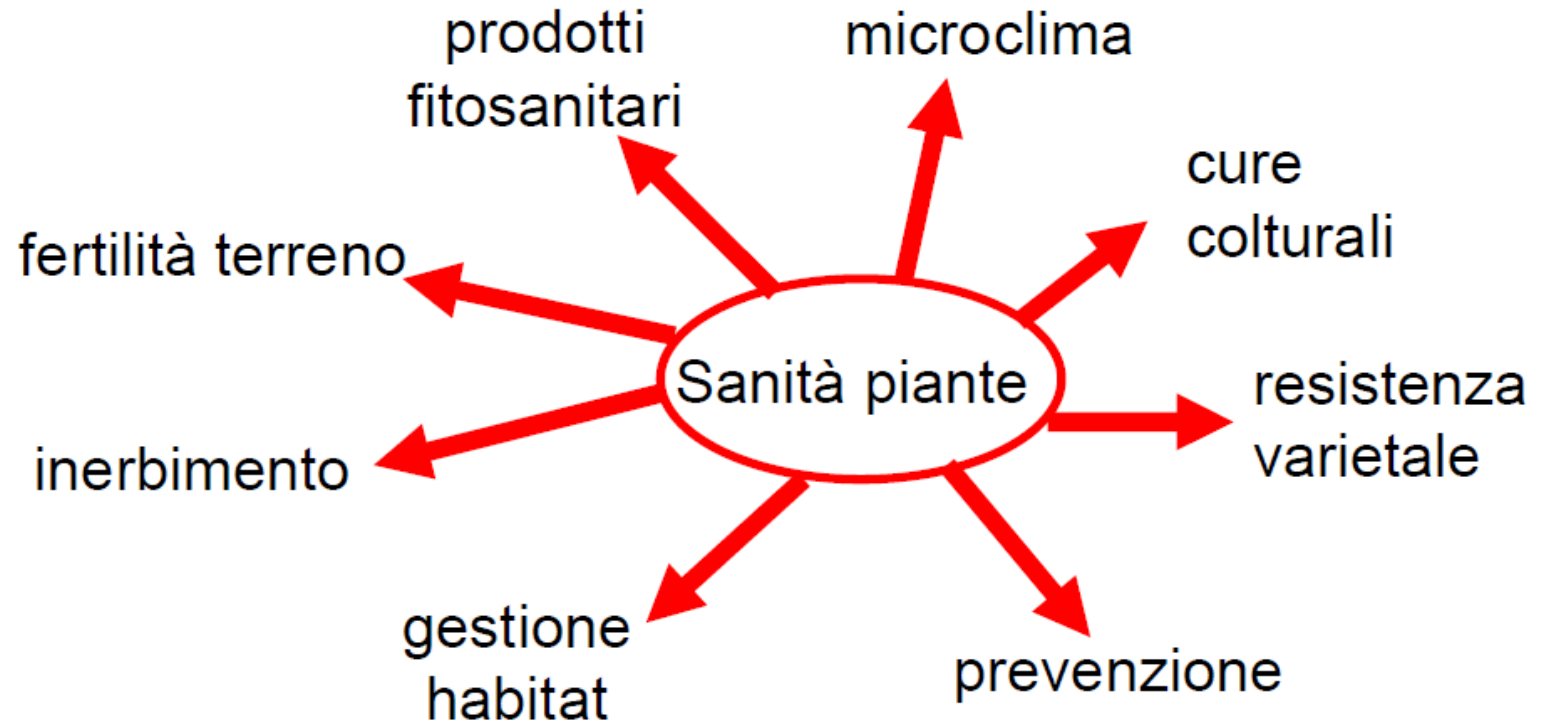 prodotti
fitosanitari
microclima
cure
colturali
fertilità terreno
Sanità piante
resistenza
varietale
inerbimento
gestione
habitat
prevenzione